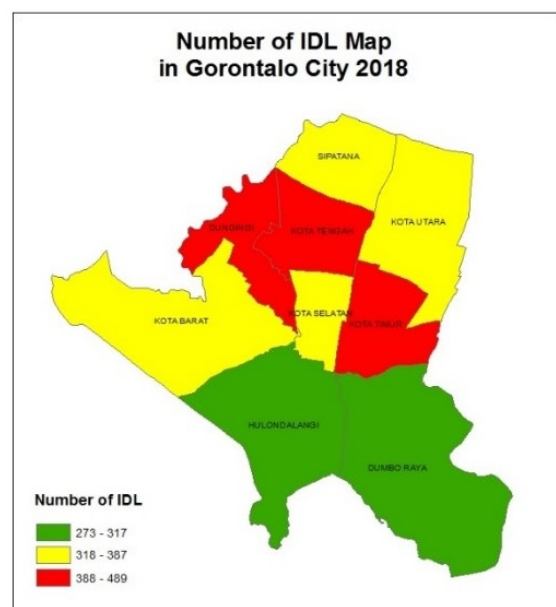 Number of IDL Map
in Gorontalo City 2018
SIPATANA
KOTA UTARA
DUNGINGI
KOTA TENGAH
KOTA BARAT
KOTA SELATAN
KOTA TIMUR
HULONDALANGI
DUMBO RAYA
Number of IDL
273 - 317
318 - 387
388 - 489